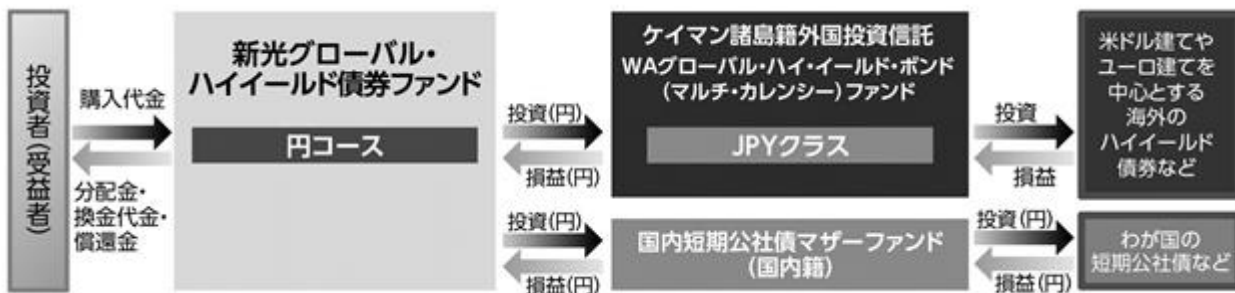 投資者(受益者)
購入代金
分配金・
換金代金・
償還金
新光グローバル・
ハイイールド債券ファンド
円コース
投資(円)
損益(円)
投資(円)
損益(円)
ケイマン諸島籍外国投資信託
WAグローバル・ハイ・イールド・ボンド
(マルチ・カレンシー)ファンド
JPYクラス
国内短期公社債マザーファンド
(国内籍)
投資
損益
投資(円)
損益(円)
米ドル建てや
ユーロ建てを
中心とする
海外の
ハイイールド
債券など
わが国の
短期公社債など